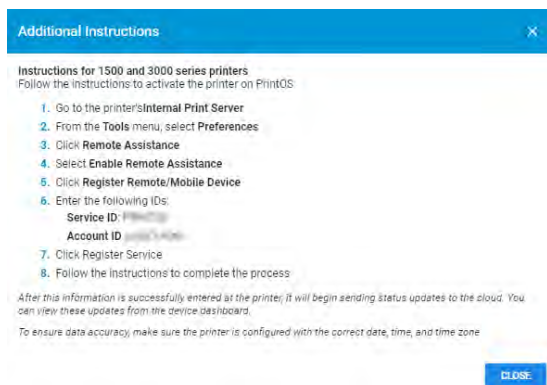 Additional Instructions
Instructions for 1500 and 3000 series printers
Follow the instructions to activate the printer on PrintOS
1. Go to the printer'sInternal Print Server
2. From the Tools menu, select Preferences
3. Click Remote Assistance
4. Select Enable Remote Assistance
5. Click Register Remote/Mobile Device
6. Enter the following IDs:
Service ID:
Account ID
7. Click Register Service
8. Follow the instructions to complete the process
After this information is successfully entered at the printer, it will begin sending status updates to the cloud. You
can view these updates from the device dashboard.
To ensure data accuracy, make sure the printer is configured with the correct date, time, and time zone
CLOSE